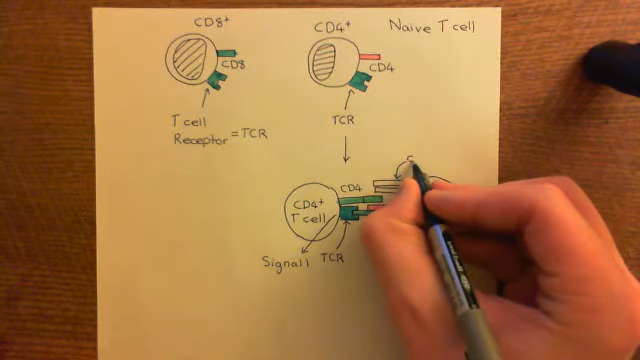 CD8+
CD4+
Naive T cell
CD8
CD4
T cell
Receptor = TCR
TCR
CD4
CD4+
T cell
Signal 1
TCR